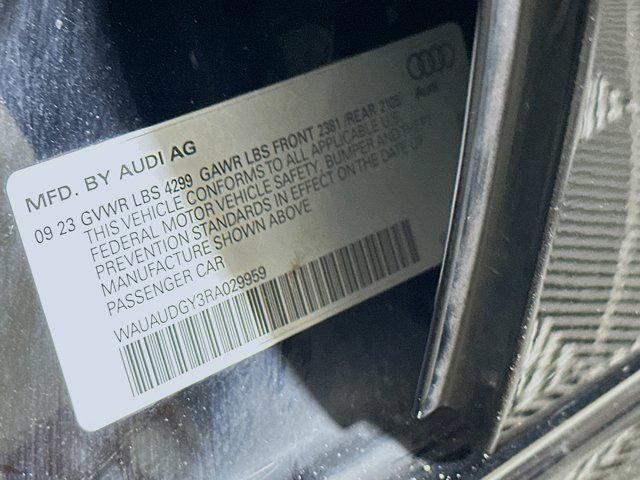 Audi
MFD. BY AUDI AG
09 23 GVWR LBS 4299 GAWR LBS FRONT 2381 /REAR 2105
THIS VEHICLE CONFORMS TO ALL APPLICABLE U.S.
FEDERAL MOTOR VEHICLE SAFETY, BUMPER AND THEFT
PREVENTION STANDARDS IN EFFECT ON THE DATE OF
MANUFACTURE SHOWN ABOVE
PASSENGER CAR
WAUAUDGY3RA029959